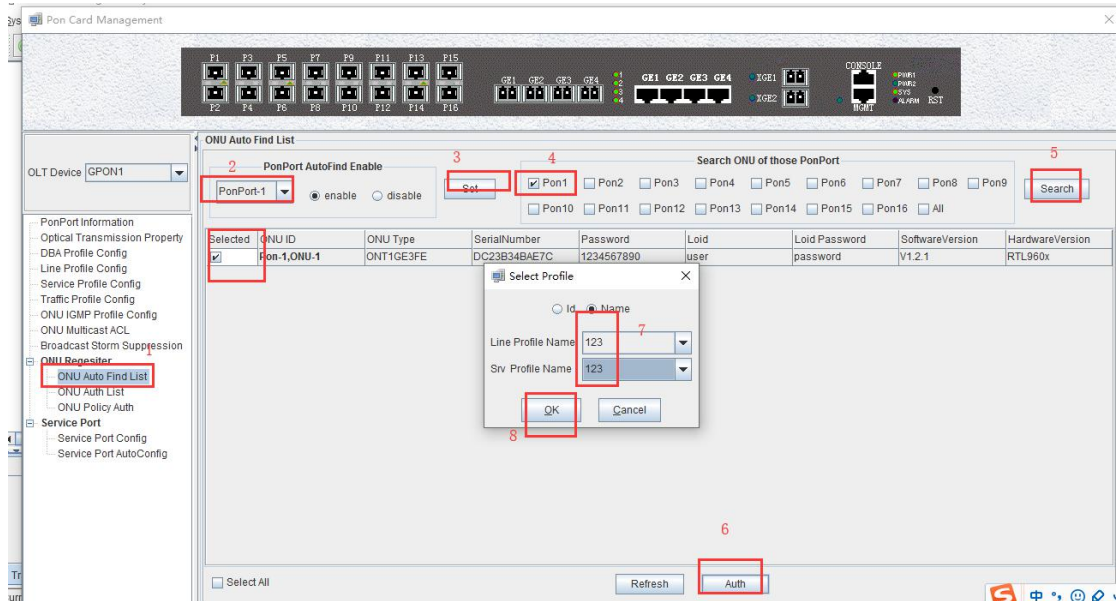 Sys
Pon Card Management
P1 P3 P5 P7 P9 P11 P13 P15
GE1 GE2 GE3 GE4 1 2 3 4 GE1 GE2 GE3 GE4 XGE1 XGE2 CONSOLE MGMT PWR1 PWR2 SYS ALARM RST
P2 P4 P6 P8 P10 P12 P14 P16
OLT Device GPON1
PonPort Information
Optical Transmission Property
DBA Profile Config
Line Profile Config
Service Profile Config
Traffic Profile Config
ONU IGMP Profile Config
ONU Multicast ACL
Broadcast Storm Suppression
1
ONU Regesiter
ONU Auto Find List
ONU Auth List
ONU Policy Auth
Service Port
Service Port Config
Service Port AutoConfig
ONU Auto Find List
2 PonPort AutoFind Enable 3 4 Search ONU of those PonPort 5
PonPort-1 enable disable Set Pon1 Pon2 Pon3 Pon4 Pon5 Pon6 Pon7 Pon8 Pon9 Search
Pon10 Pon11 Pon12 Pon13 Pon14 Pon15 Pon16 All
Selected ONU ID ONU Type SerialNumber Password Loid Loid Password SoftwareVersion HardwareVersion
Pon-1,ONU-1 ONT1GE3FE DC23B34BAE7C 1234567890 user password V1.2.1 RTL960x
Select Profile
Id Name
7
Line Profile Name 123
Srv Profile Name 123
OK Cancel
8
6
Select All Refresh Auth
Tr
中